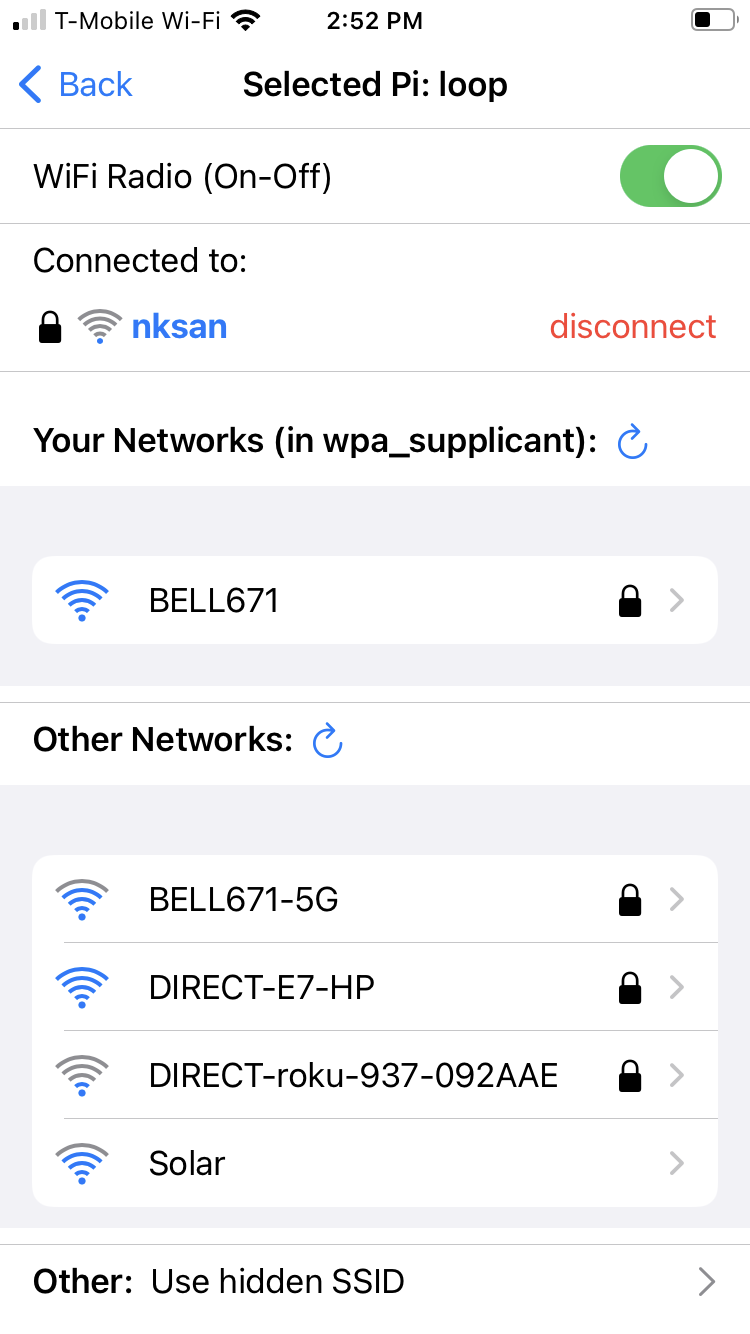 T-Mobile Wi-Fi 2:52 PM
Back Selected Pi: loop
WiFi Radio (On-Off)
Connected to:
nksan disconnect
Your Networks (in wpa_supplicant):
BELL671
Other Networks:
BELL671-5G
DIRECT-E7-HP
DIRECT-roku-937-092AAE
Solar
Other: Use hidden SSID